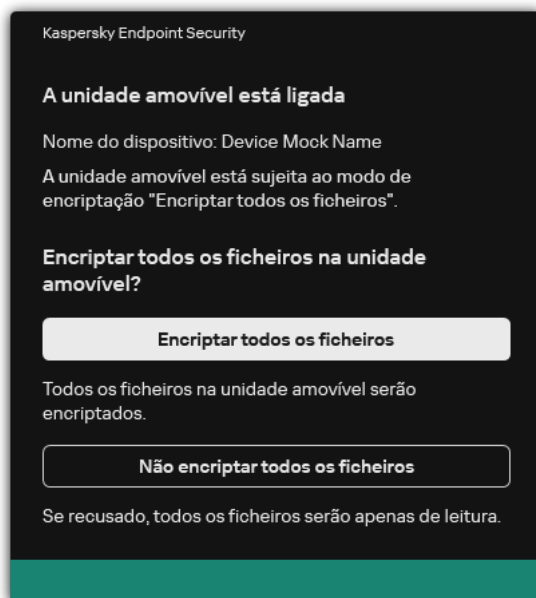 Kaspersky Endpoint Security
A unidade amovível está ligada
Nome do dispositivo: Device Mock Name
A unidade amovível está sujeita ao modo de
encriptação "Encriptar todos os ficheiros".
Encriptar todos os ficheiros na unidade
amovível?
Encriptar todos os ficheiros
Todos os ficheiros na unidade amovível serão
encriptados.
Não encriptar todos os ficheiros
Se recusado, todos os ficheiros serão apenas de leitura.